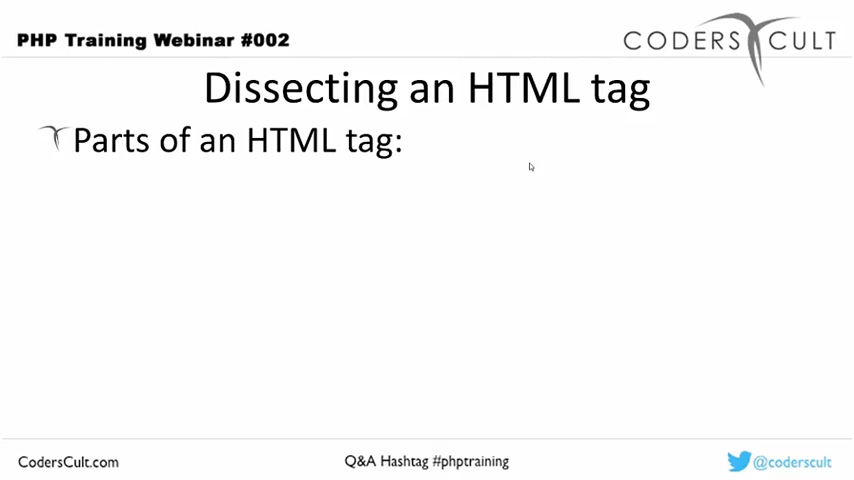 PHP Training Webinar #002
CODERS CULT
Dissecting an HTML tag
Parts of an HTML tag:
CodersCult.com
Q&A Hashtag #phptraining
@coderscult